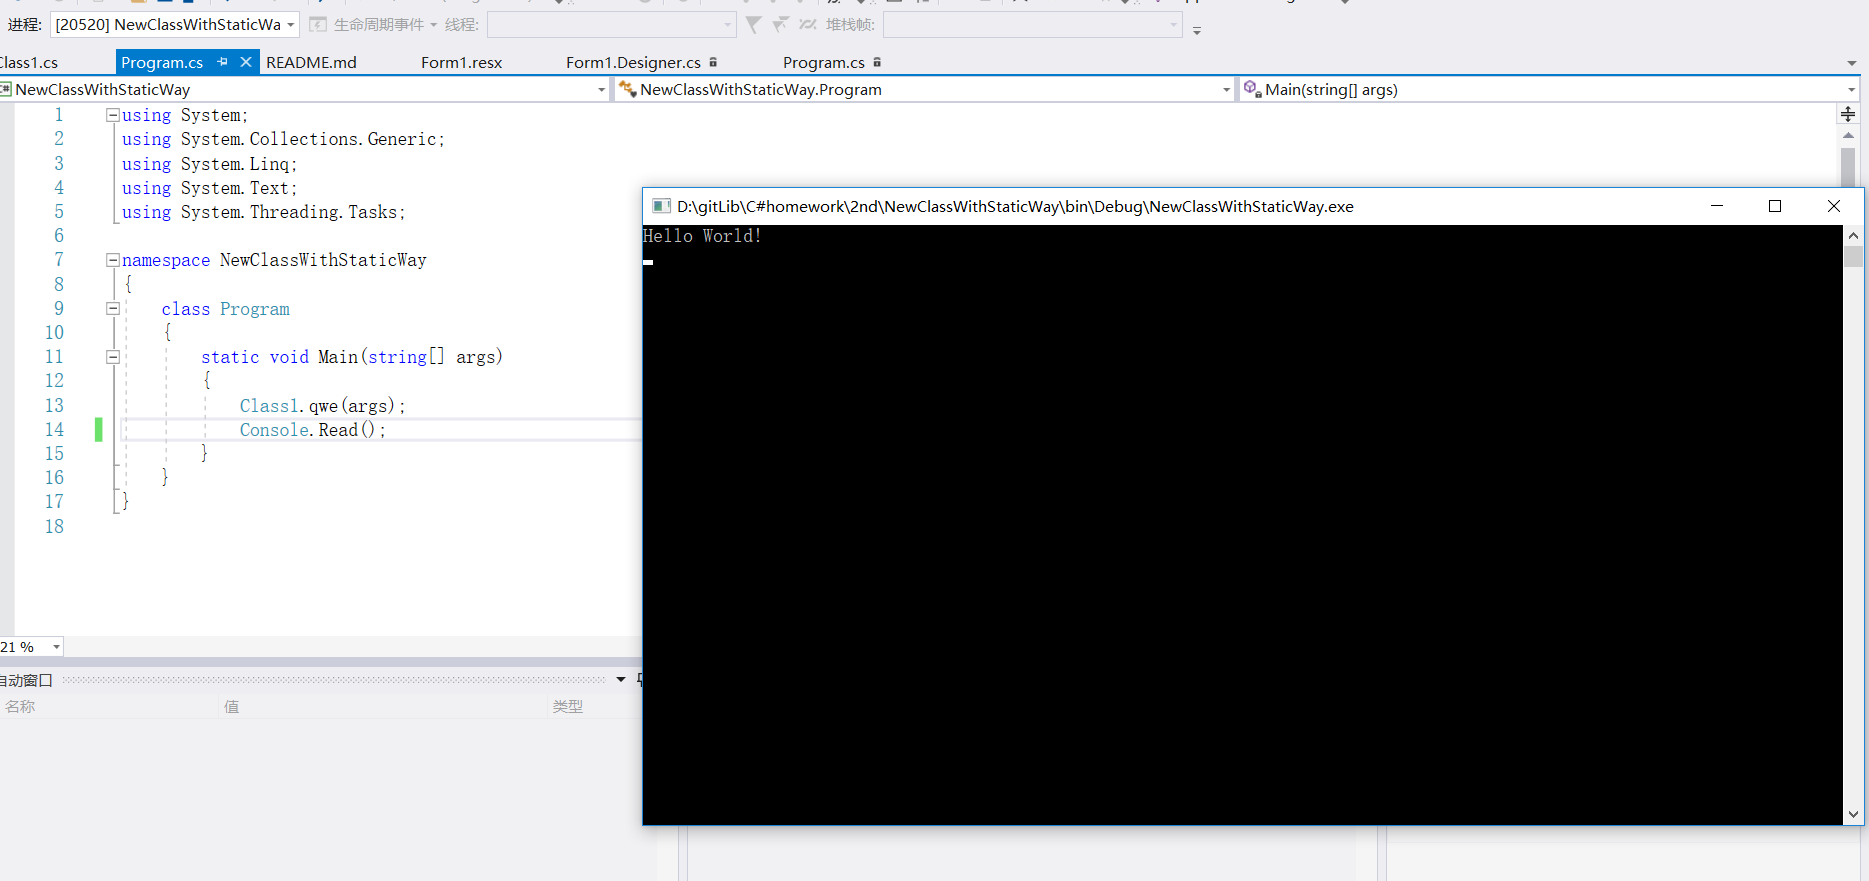 进程: [20520] NewClassWithStaticWa 生命周期事件 线程: 堆栈帧:
Class1.cs Program.cs README.md Form1.resx Form1.Designer.cs Program.cs
NewClassWithStaticWay NewClassWithStaticWay.Program Main(string[] args)
1 using System;
2 using System.Collections.Generic;
3 using System.Linq;
4 using System.Text;
5 using System.Threading.Tasks;
6
7 namespace NewClassWithStaticWay
8 {
9 class Program
10 {
11 static void Main(string[] args)
12 {
13 Class1.qwe(args);
14 Console.Read();
15 }
16 }
17 }
18
D:\gitLib\C#homework\2nd\NewClassWithStaticWay\bin\Debug\NewClassWithStaticWay.exe
Hello World!
21 %
自动窗口
名称 值 类型